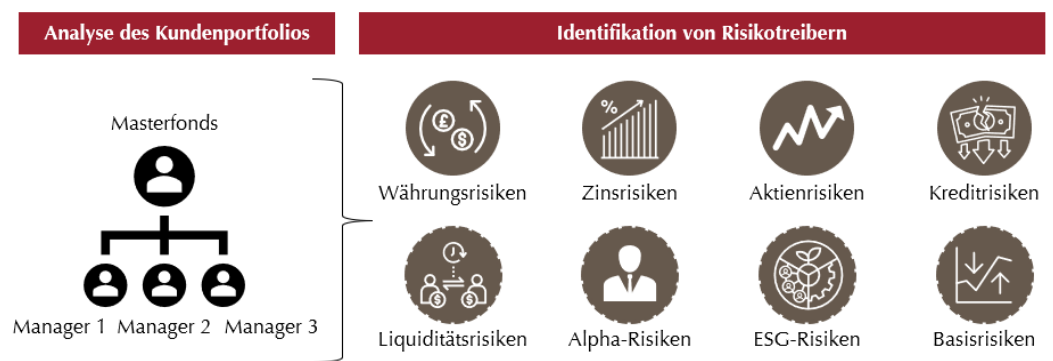 Analyse des Kundenportfolios
Identifikation von Risikotreibern
Masterfonds
Manager 1 Manager 2 Manager 3
%
£
$
Währungsrisiken Zinsrisiken Aktienrisiken Kreditrisiken
$ $
Liquiditätsrisiken Alpha-Risiken ESG-Risiken Basisrisiken